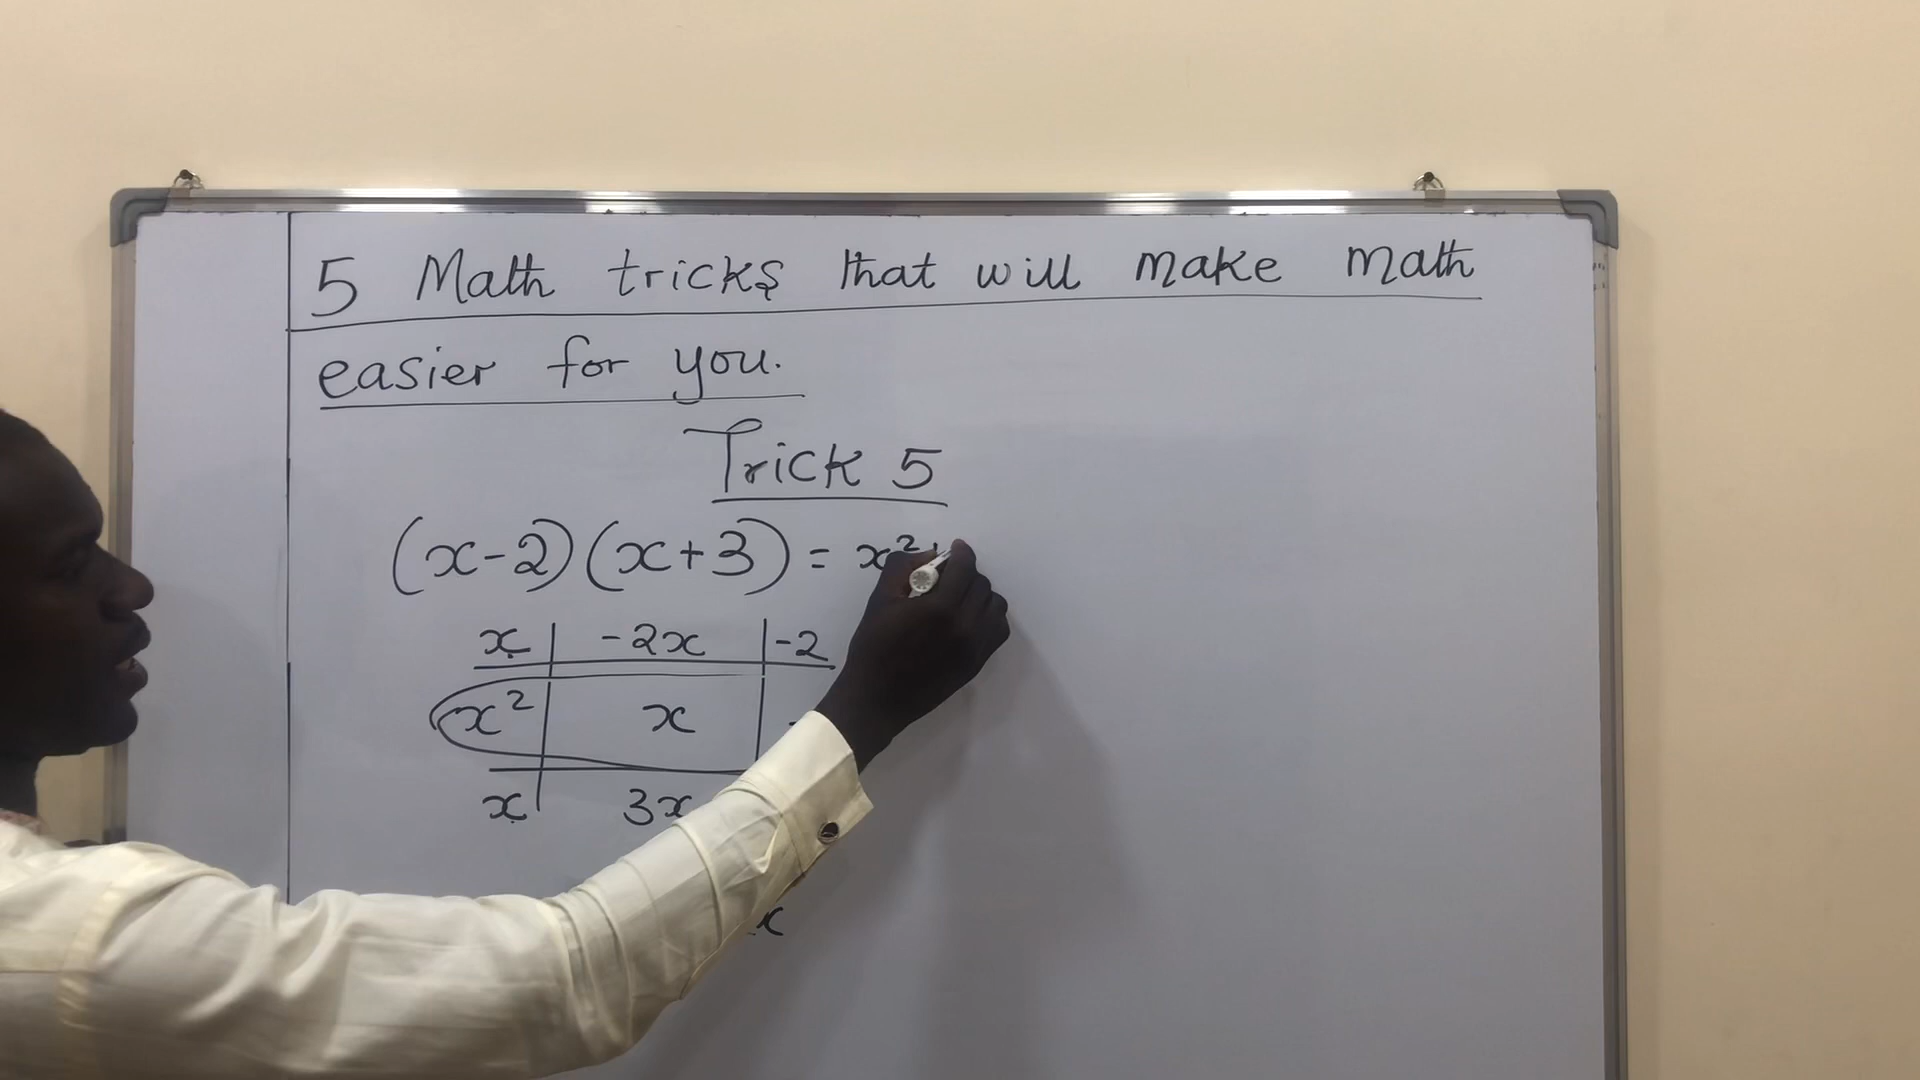 5 Math tricks that will make math
easier for you.
Trick 5
(x-2)(x+3) = x²
x | -2x | -2
x² | x |
x | 3x
x